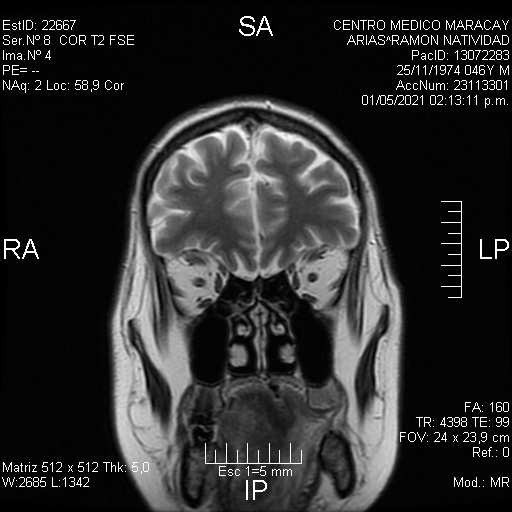 EstID: 22667
Ser.Nº 8 COR T2 FSE
Ima.Nº 4
PE= --
NAq: 2 Loc: 58,9 Cor
SA
CENTRO MEDICO MARACAY
ARIAS^RAMON NATIVIDAD
PacID: 13072283
25/11/1974 046Y M
AccNum: 23113301
01/05/2021 02:13:11 p.m.
RA
LP
FA: 160
TR: 4398 TE: 99
FOV: 24 x 23,9 cm
Ref.: 0
Matriz 512 x 512 Thk: 5,0
W:2685 L:1342
Esc 1=5 mm
IP
Mod.: MR